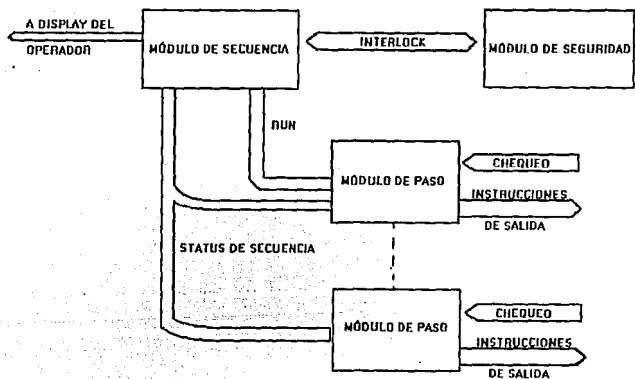 A DISPLAY DEL
OPERADOR
MÓDULO DE SECUENCIA
INTERLOCK
MÓDULO DE SEGURIDAD
RUN
CHEQUEO
MÓDULO DE PASO
INSTRUCCIONES
DE SALIDA
STATUS DE SECUENCIA
CHEQUEO
MÓDULO DE PASO
INSTRUCCIONES
DE SALIDA